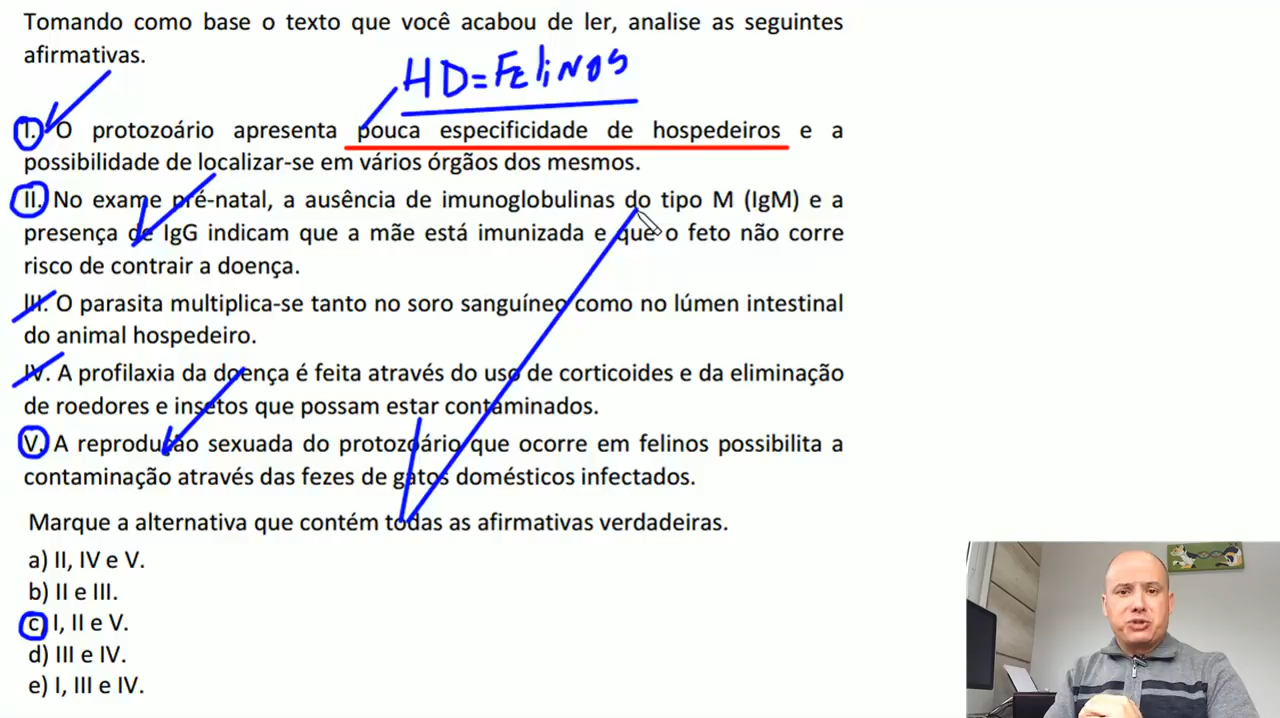 Tomando como base o texto que você acabou de ler, analise as seguintes
afirmativas.
HD=FELINOS
I. O protozoário apresenta pouca especificidade de hospedeiros e a
possibilidade de localizar-se em vários órgãos dos mesmos.
II. No exame pré-natal, a ausência de imunoglobulinas do tipo M (IgM) e a
presença de IgG indicam que a mãe está imunizada e que o feto não corre
risco de contrair a doença.
III. O parasita multiplica-se tanto no soro sanguíneo como no lúmen intestinal
do animal hospedeiro.
IV. A profilaxia da doença é feita através do uso de corticoides e da eliminação
de roedores e insetos que possam estar contaminados.
V. A reprodução sexuada do protozoário que ocorre em felinos possibilita a
contaminação através das fezes de gatos domésticos infectados.
Marque a alternativa que contém todas as afirmativas verdadeiras.
a) II, IV e V.
b) II e III.
c) I, II e V.
d) III e IV.
e) I, III e IV.